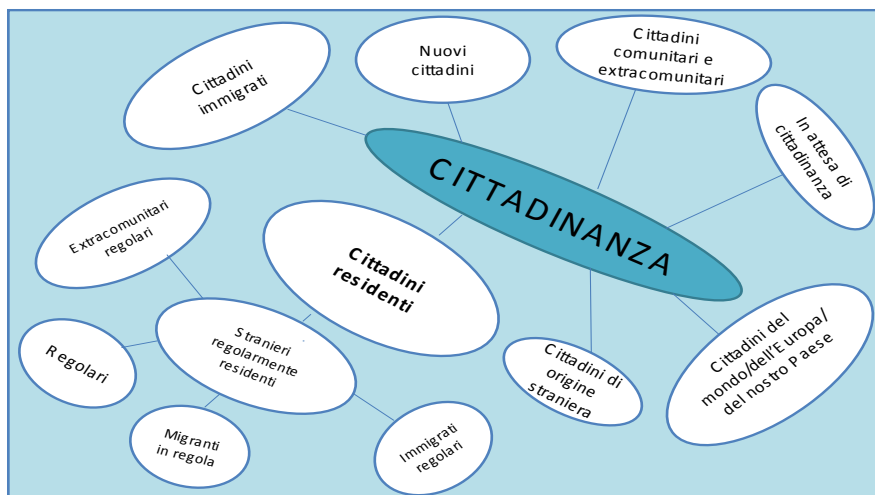 Cittadini
immigrati
Nuovi
cittadini
Cittadini
comunitari e
extracomunitari
In attesa di
cittadinanza
CITTADINANZA
Extracomunitari
regolari
Cittadini
residenti
Stranieri
regolarmente
residenti
Regolari
Migranti
in regola
Immigrati
regolari
Cittadini di
origine
straniera
Cittadini del
mondo/dell'Europa/
del nostro Paese